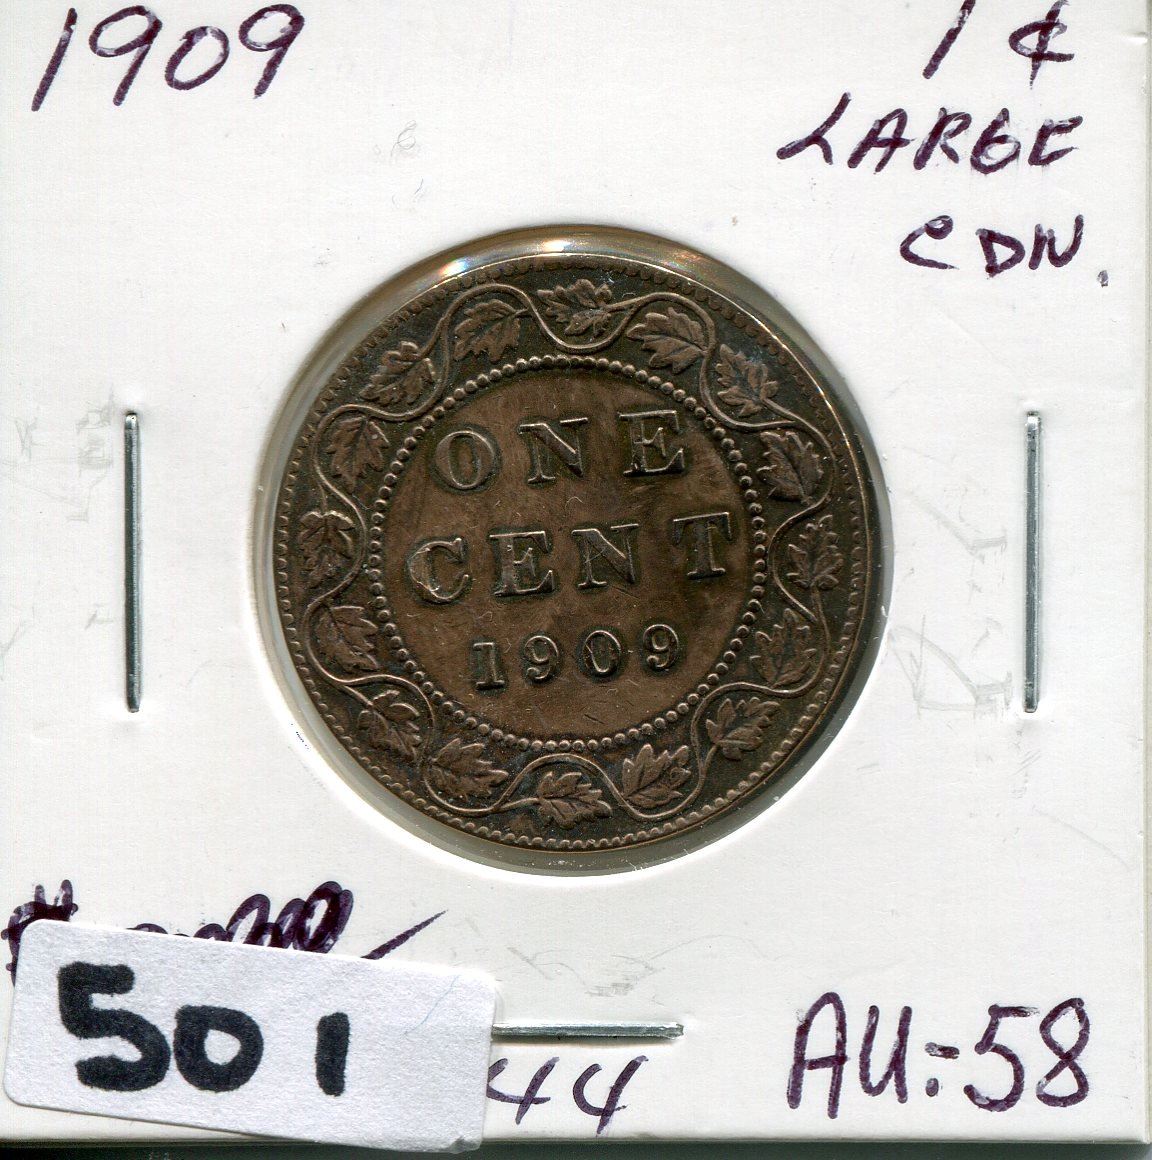 1909
1¢
LARGE
CDN.
ONE
CENT
1909
501
44
AU:-58